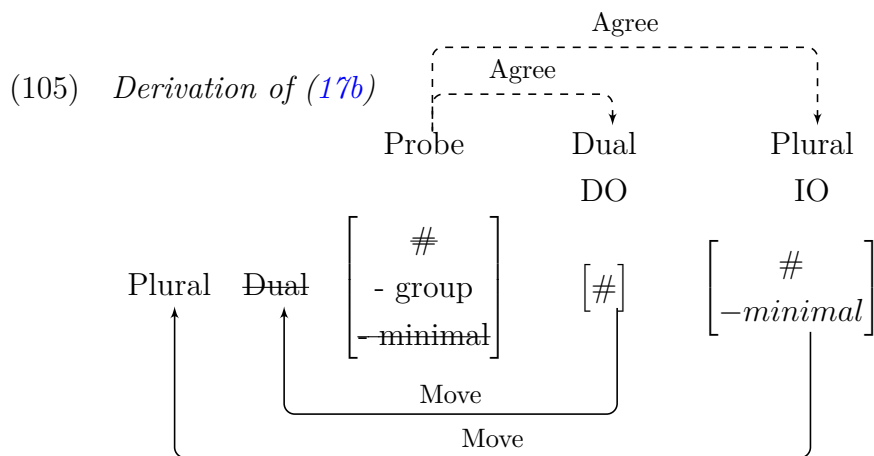 Agree
(105) Derivation of (17b)
Agree
Probe Dual Plural
DO IO
#
- group
- minimal
Plural Dual
[#]
#
−minimal
Move
Move